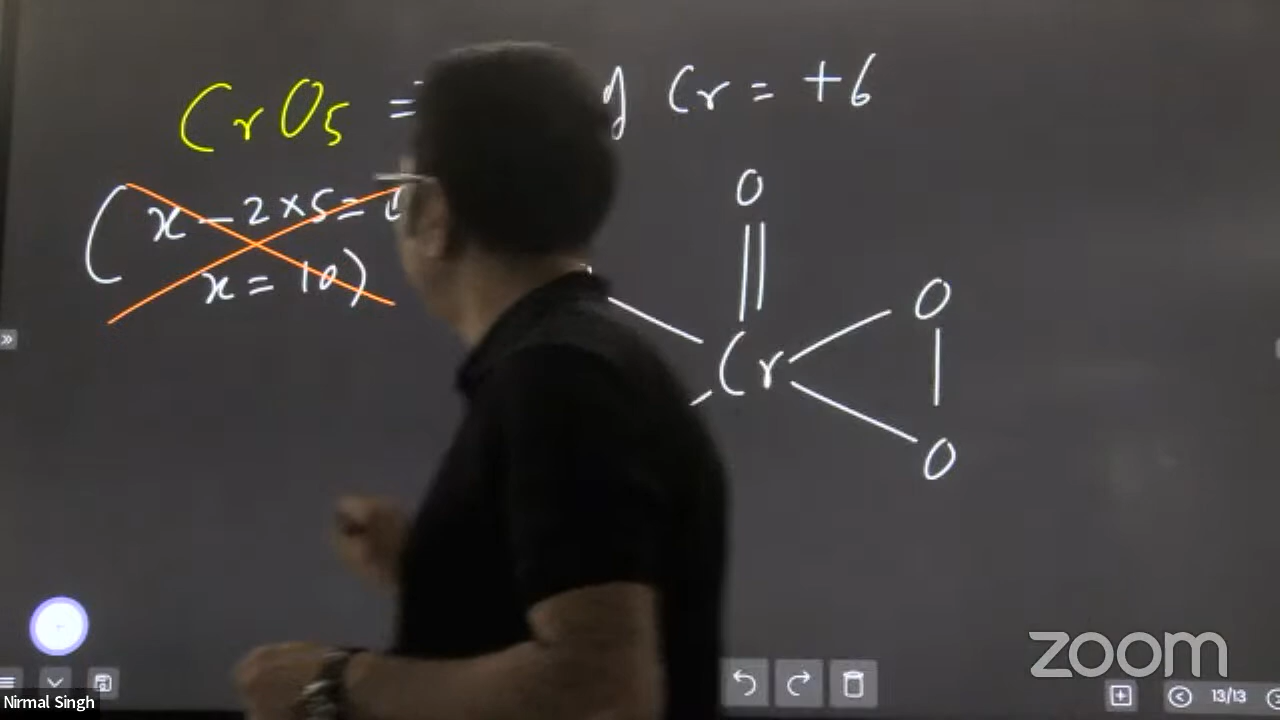 CrO5 = y Cr = +6
(x - 2×5 =
x = 10)
O
Cr
O
O
zoom
13/13
Nirmal Singh